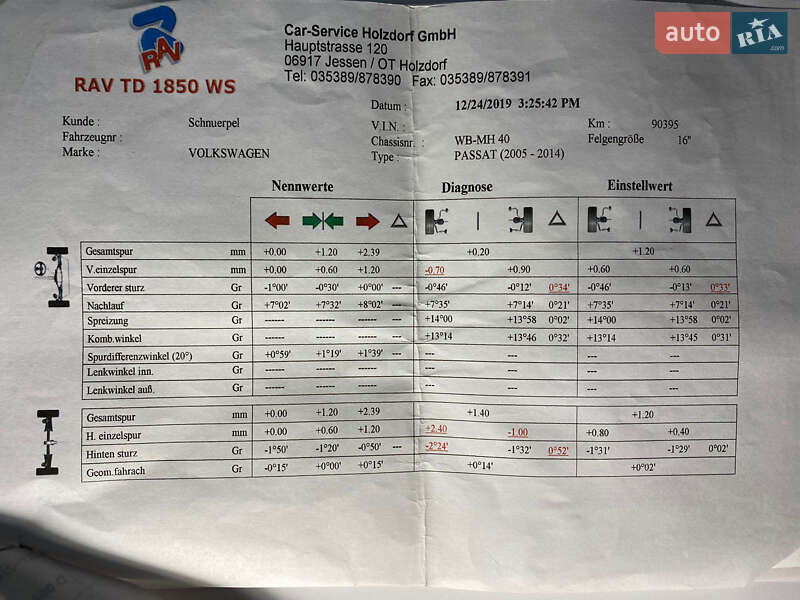 auto RIA.com
RAV
RAV TD 1850 WS
Car-Service Holzdorf GmbH
Hauptstrasse 120
06917 Jessen / OT Holzdorf
Tel: 035389/878390 Fax: 035389/878391
Datum : 12/24/2019 3:25:42 PM
Kunde : Schnuerpel V.I.N. : Km : 90395
Fahrzeugnr : Chassisnr. : WB-MH 40 Felgengröße 16"
Marke : VOLKSWAGEN Type : PASSAT (2005 - 2014)
Nennwerte Diagnose Einstellwert
Gesamtspur mm +0.00 +1.20 +2.39 +0.20 +1.20
V.einzelspur mm +0.00 +0.60 +1.20 -0.70 +0.90 +0.60 +0.60
Vorderer sturz Gr -1°00' -0°30' +0°00' --- -0°46' -0°12' 0°34' -0°46' -0°13' 0°33'
Nachlauf Gr +7°02' +7°32' +8°02' --- +7°35' +7°14' 0°21' +7°35' +7°14' 0°21'
Spreizung Gr ------ ------ ------ --- +14°00 +13°58 0°02' +14°00 +13°58 0°02'
Komb.winkel Gr ------ ------ ------ --- +13°14 +13°46 0°32' +13°14 +13°45 0°31'
Spurdifferenzwinkel (20°) Gr +0°59' +1°19' +1°39' --- --- --- --- ---
Lenkwinkel inn. Gr ------ ------ ------ --- --- --- ---
Lenkwinkel auß. Gr ------ ------ ------ --- --- --- ---
Gesamtspur mm +0.00 +1.20 +2.39 +1.40 +1.20
H. einzelspur mm +0.00 +0.60 +1.20 +2.40 -1.00 +0.80 +0.40
Hinten sturz Gr -1°50' -1°20' -0°50' --- -2°24' -1°32' 0°52' -1°31' -1°29' 0°02'
Geom.fahrach Gr -0°15' +0°00' +0°15' +0°14' +0°02'